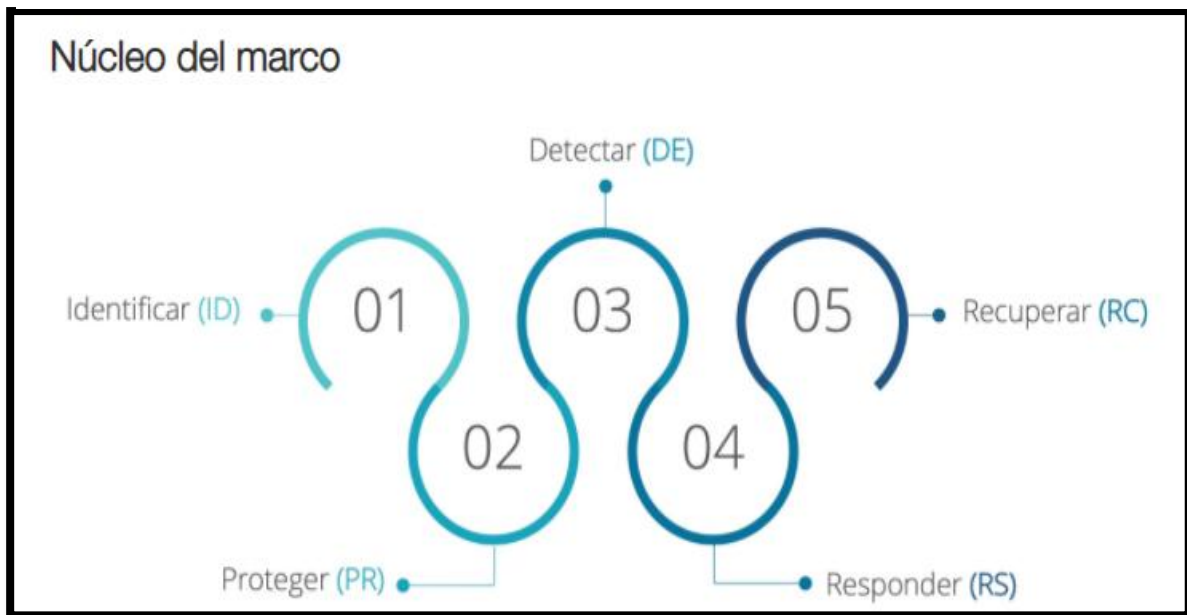 Núcleo del marco
Detectar (DE)
Identificar (ID)
01
03
05
Recuperar (RC)
02
04
Proteger (PR)
Responder (RS)